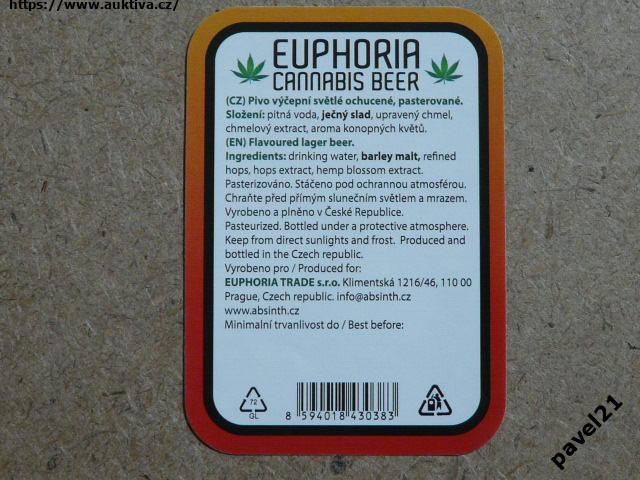 https://www.auktiva.cz/
EUPHORIA
CANNABIS BEER
(CZ) Pivo výčepní světlé ochucené, pasterované.
Složení: pitná voda, ječný slad, upravený chmel,
chmelový extract, aroma konopných květů.
(EN) Flavoured lager beer.
Ingredients: drinking water, barley malt, refined
hops, hops extract, hemp blossom extract.
Pasterizováno. Stáčeno pod ochrannou atmosférou.
Chraňte před přímým slunečním světlem a mrazem.
Vyrobeno a plněno v České Republice.
Pasteurized. Bottled under a protective atmosphere.
Keep from direct sunlights and frost. Produced and
bottled in the Czech republic.
Vyrobeno pro / Produced for:
EUPHORIA TRADE s.r.o. Klimentská 1216/46, 110 00
Prague, Czech republic. info@absinth.cz
www.absinth.cz
Minimalní trvanlivost do / Best before:
72
GL
8 594018 430383
pavel21